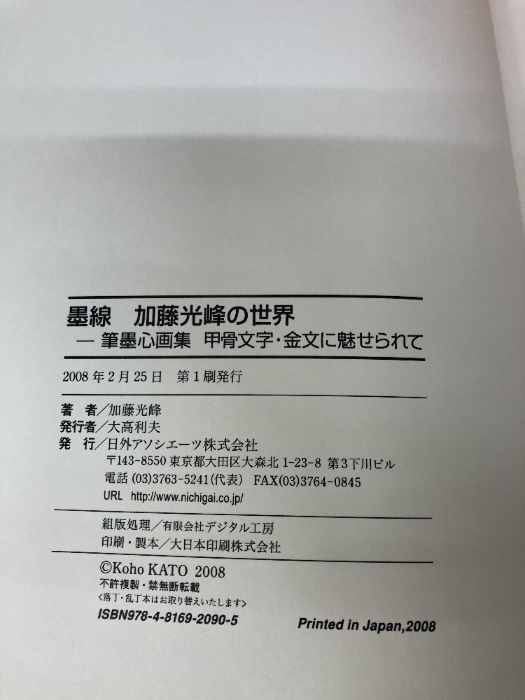 墨線　加藤光峰の世界
― 筆墨心画集　甲骨文字・金文に魅せられて
2008年2月25日　第1刷発行
著　者／加藤光峰
発行者／大高利夫
発　行／日外アソシエーツ株式会社
〒143-8550 東京都大田区大森北 1-23-8 第3下川ビル
電話 (03)3763-5241(代表)　FAX(03)3764-0845
URL http://www.nichigai.co.jp/
組版処理／有限会社デジタル工房
印刷・製本／大日本印刷株式会社
©Koho KATO 2008
不許複製・禁無断転載
<落丁・乱丁本はお取り替えいたします>
ISBN978-4-8169-2090-5
Printed in Japan,2008